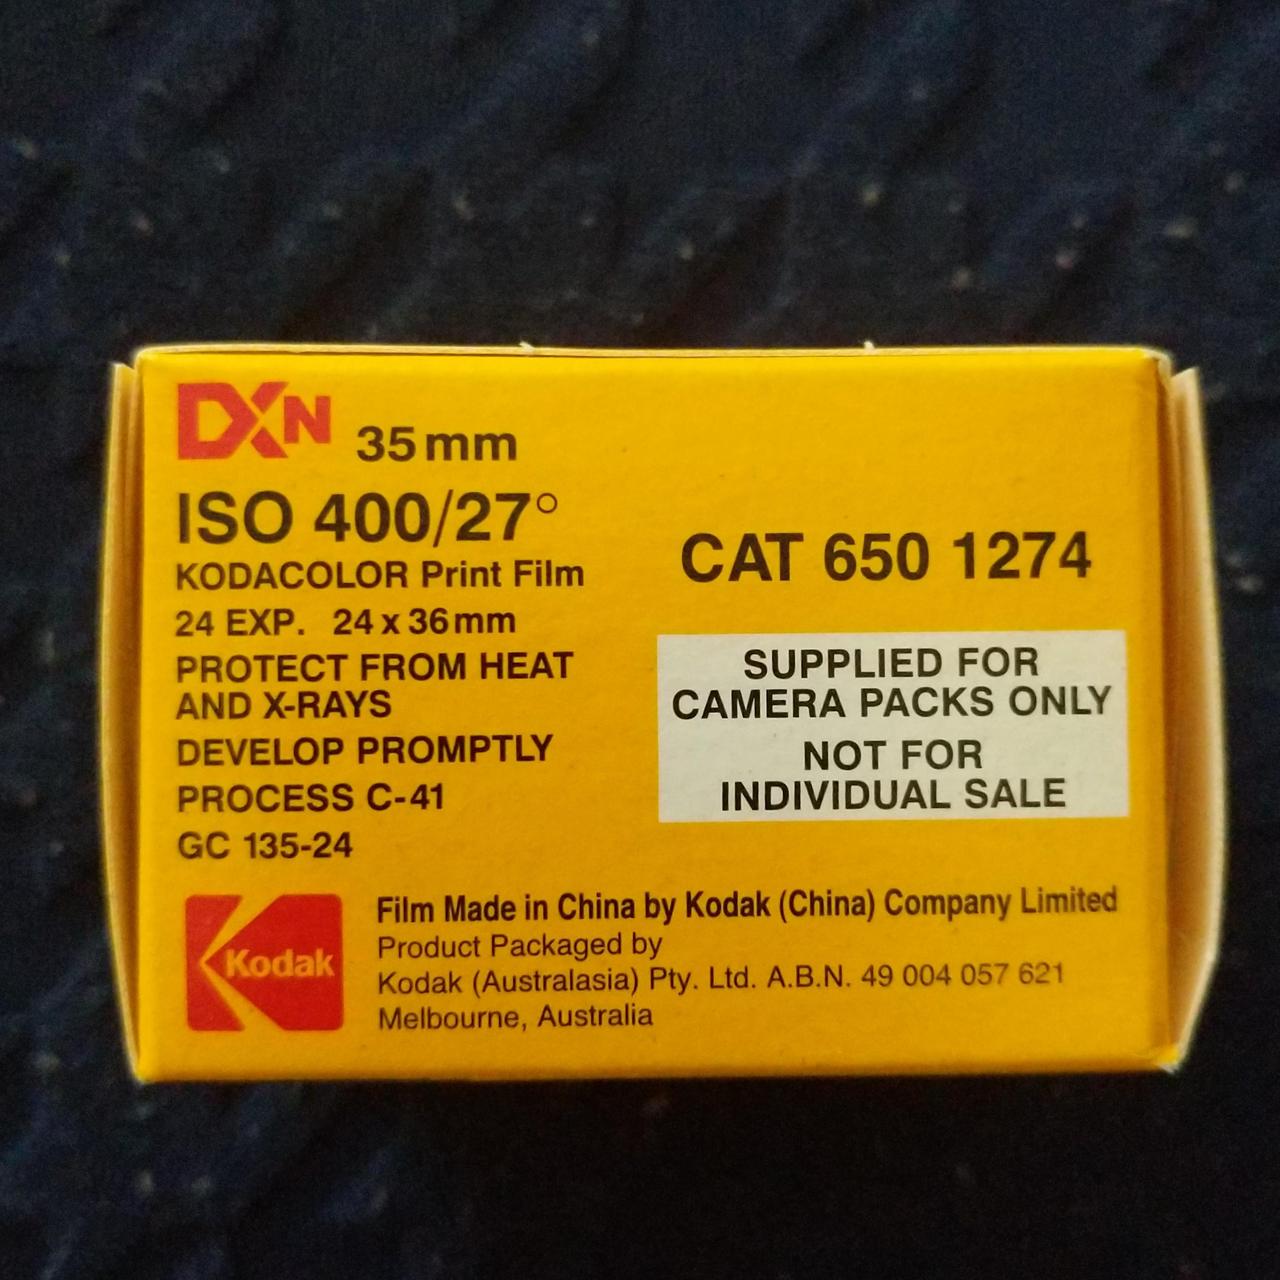 DXN 35mm
ISO 400/27°
KODACOLOR Print Film
24 EXP. 24 x 36mm
PROTECT FROM HEAT
AND X-RAYS
DEVELOP PROMPTLY
PROCESS C-41
GC 135-24
CAT 650 1274
SUPPLIED FOR
CAMERA PACKS ONLY
NOT FOR
INDIVIDUAL SALE
Kodak
Film Made in China by Kodak (China) Company Limited
Product Packaged by
Kodak (Australasia) Pty. Ltd. A.B.N. 49 004 057 621
Melbourne, Australia